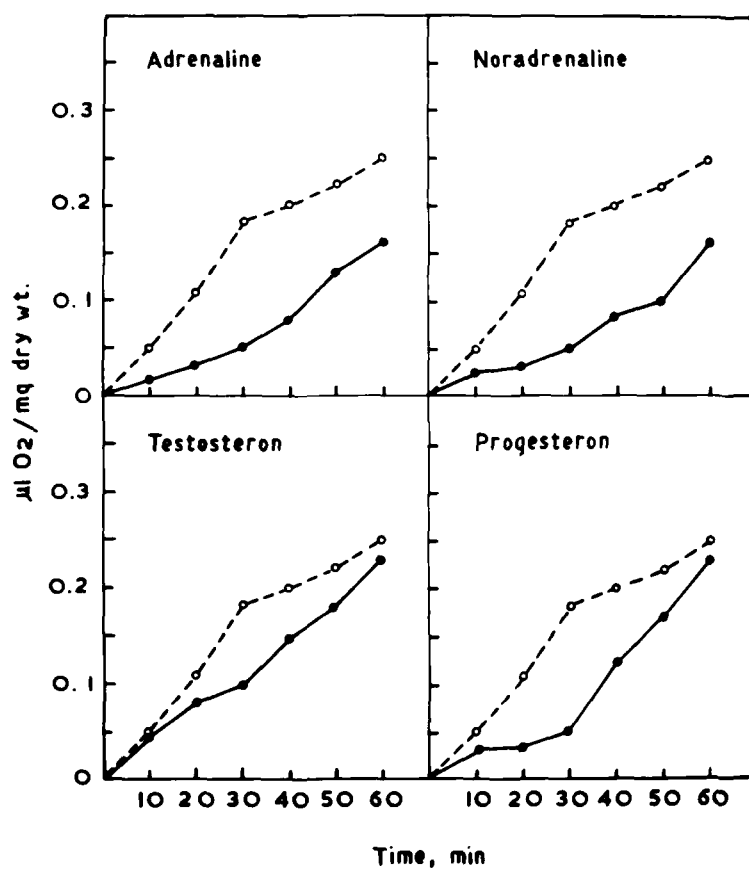 Adrenaline
Noradrenaline
0.3
0.2
0.1
0
Testosteron
Progesteron
0.3
0.2
0.1
0
10 20 30 40 50 60
10 20 30 40 50 60
µl O2/mq dry wt.
Time, min